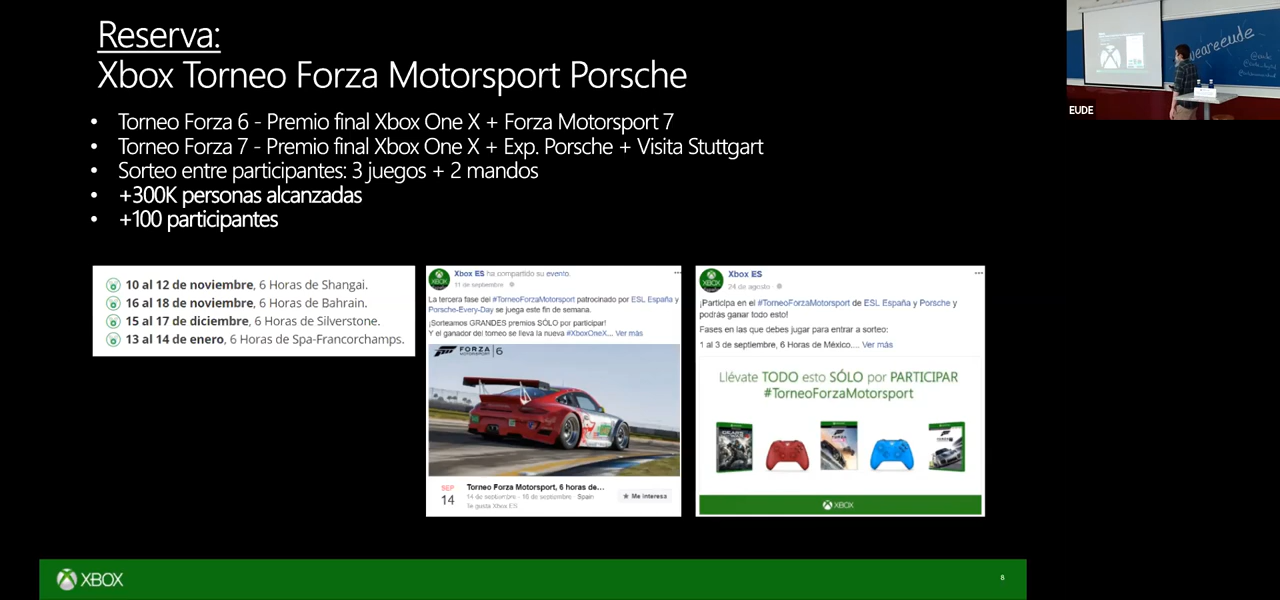 Reserva:
Xbox Torneo Forza Motorsport Porsche
• Torneo Forza 6 - Premio final Xbox One X + Forza Motorsport 7
• Torneo Forza 7 - Premio final Xbox One X + Exp. Porsche + Visita Stuttgart
• Sorteo entre participantes: 3 juegos + 2 mandos
• +300K personas alcanzadas
• +100 participantes
weareeude
EUDE
10 al 12 de noviembre, 6 Horas de Shangai.
16 al 18 de noviembre, 6 Horas de Bahrain.
15 al 17 de diciembre, 6 Horas de Silverstone.
13 al 14 de enero, 6 Horas de Spa-Francorchamps.
Xbox ES ha compartido su evento.
11 de septiembre
La tercera fase del #TorneoForzaMotorsport patrocinado por ESL España y
Porsche-Every-Day se juega este fin de semana.
¡Sorteamos GRANDES premios SÓLO por participar!
Y el ganador del torneo se lleva la nueva #XboxOneX... Ver más
FORZA MOTORSPORT 6
SEP
14
Torneo Forza Motorsport, 6 horas de...
14 de septiembre - 16 de septiembre · Spain
Te gusta Xbox ES
★ Me interesa
Xbox ES
24 de agosto
¡Participa en el #TorneoForzaMotorsport de ESL España y Porsche y
podrás ganar todo esto!
Fases en las que debes jugar para entrar a sorteo:
1 al 3 de septiembre, 6 Horas de México.... Ver más
Llévate TODO esto SÓLO por PARTICIPAR
#TorneoForzaMotorsport
XBOX
XBOX
8